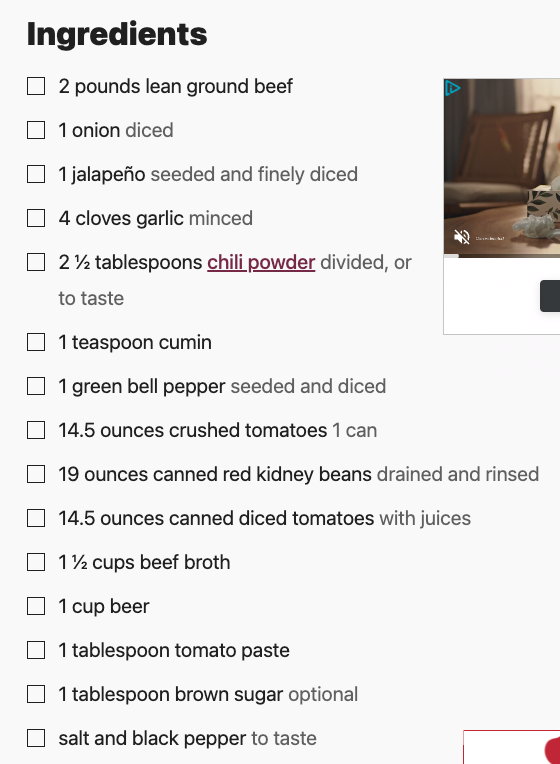 Ingredients
2 pounds lean ground beef
1 onion diced
1 jalapeño seeded and finely diced
4 cloves garlic minced
2 ½ tablespoons chili powder divided, or
to taste
1 teaspoon cumin
1 green bell pepper seeded and diced
14.5 ounces crushed tomatoes 1 can
19 ounces canned red kidney beans drained and rinsed
14.5 ounces canned diced tomatoes with juices
1 ½ cups beef broth
1 cup beer
1 tablespoon tomato paste
1 tablespoon brown sugar optional
salt and black pepper to taste